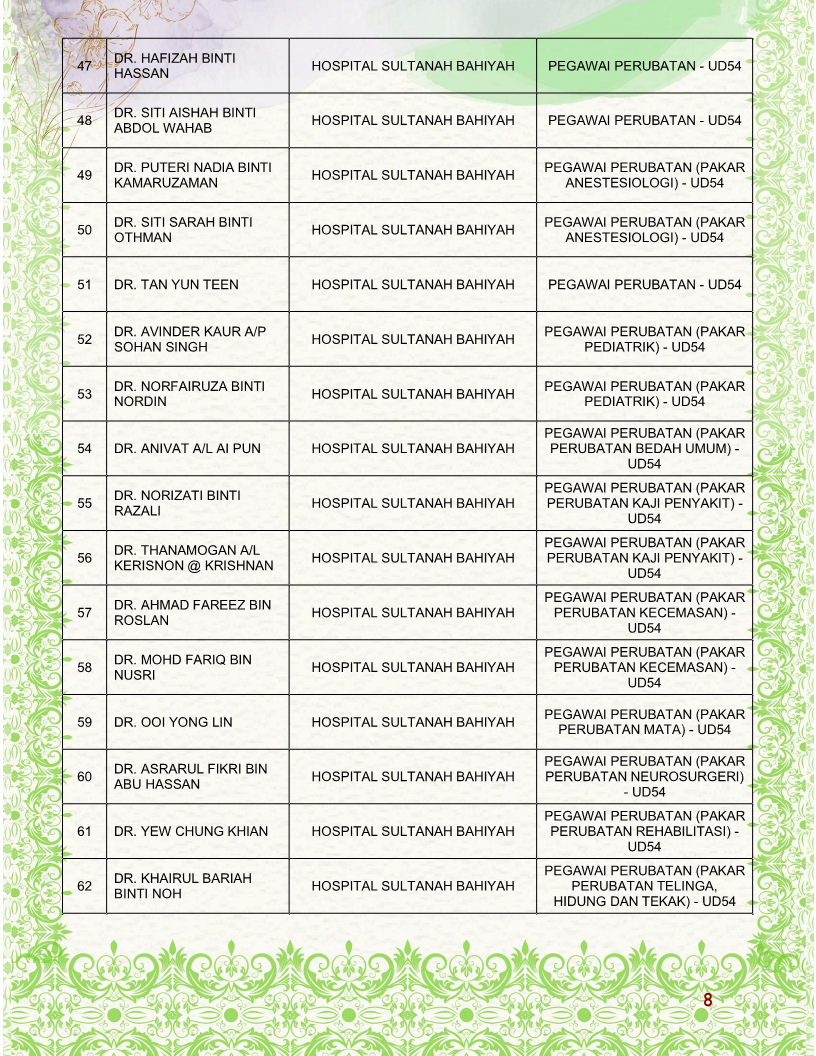 47
DR. HAFIZAH BINTI
HASSAN
HOSPITAL SULTANAH BAHIYAH
PEGAWAI PERUBATAN - UD54
48
DR. SITI AISHAH BINTI
ABDOL WAHAB
HOSPITAL SULTANAH BAHIYAH
PEGAWAI PERUBATAN - UD54
49
DR. PUTERI NADIA BINTI
KAMARUZAMAN
HOSPITAL SULTANAH BAHIYAH
PEGAWAI PERUBATAN (PAKAR
ANESTESIOLOGI) - UD54
50
DR. SITI SARAH BINTI
OTHMAN
HOSPITAL SULTANAH BAHIYAH
PEGAWAI PERUBATAN (PAKAR
ANESTESIOLOGI) - UD54
51
DR. TAN YUN TEEN
HOSPITAL SULTANAH BAHIYAH
PEGAWAI PERUBATAN - UD54
52
DR. AVINDER KAUR A/P
SOHAN SINGH
HOSPITAL SULTANAH BAHIYAH
PEGAWAI PERUBATAN (PAKAR
PEDIATRIK) - UD54
53
DR. NORFAIRUZA BINTI
NORDIN
HOSPITAL SULTANAH BAHIYAH
PEGAWAI PERUBATAN (PAKAR
PEDIATRIK) - UD54
54
DR. ANIVAT A/L AI PUN
HOSPITAL SULTANAH BAHIYAH
PEGAWAI PERUBATAN (PAKAR
PERUBATAN BEDAH UMUM) -
UD54
55
DR. NORIZATI BINTI
RAZALI
HOSPITAL SULTANAH BAHIYAH
PEGAWAI PERUBATAN (PAKAR
PERUBATAN KAJI PENYAKIT) -
UD54
56
DR. THANAMOGAN A/L
KERISNON @ KRISHNAN
HOSPITAL SULTANAH BAHIYAH
PEGAWAI PERUBATAN (PAKAR
PERUBATAN KAJI PENYAKIT) -
UD54
57
DR. AHMAD FAREEZ BIN
ROSLAN
HOSPITAL SULTANAH BAHIYAH
PEGAWAI PERUBATAN (PAKAR
PERUBATAN KECEMASAN) -
UD54
58
DR. MOHD FARIQ BIN
NUSRI
HOSPITAL SULTANAH BAHIYAH
PEGAWAI PERUBATAN (PAKAR
PERUBATAN KECEMASAN) -
UD54
59
DR. OOI YONG LIN
HOSPITAL SULTANAH BAHIYAH
PEGAWAI PERUBATAN (PAKAR
PERUBATAN MATA) - UD54
60
DR. ASRARUL FIKRI BIN
ABU HASSAN
HOSPITAL SULTANAH BAHIYAH
PEGAWAI PERUBATAN (PAKAR
PERUBATAN NEUROSURGERI)
- UD54
61
DR. YEW CHUNG KHIAN
HOSPITAL SULTANAH BAHIYAH
PEGAWAI PERUBATAN (PAKAR
PERUBATAN REHABILITASI) -
UD54
62
DR. KHAIRUL BARIAH
BINTI NOH
HOSPITAL SULTANAH BAHIYAH
PEGAWAI PERUBATAN (PAKAR
PERUBATAN TELINGA,
HIDUNG DAN TEKAK) - UD54
8